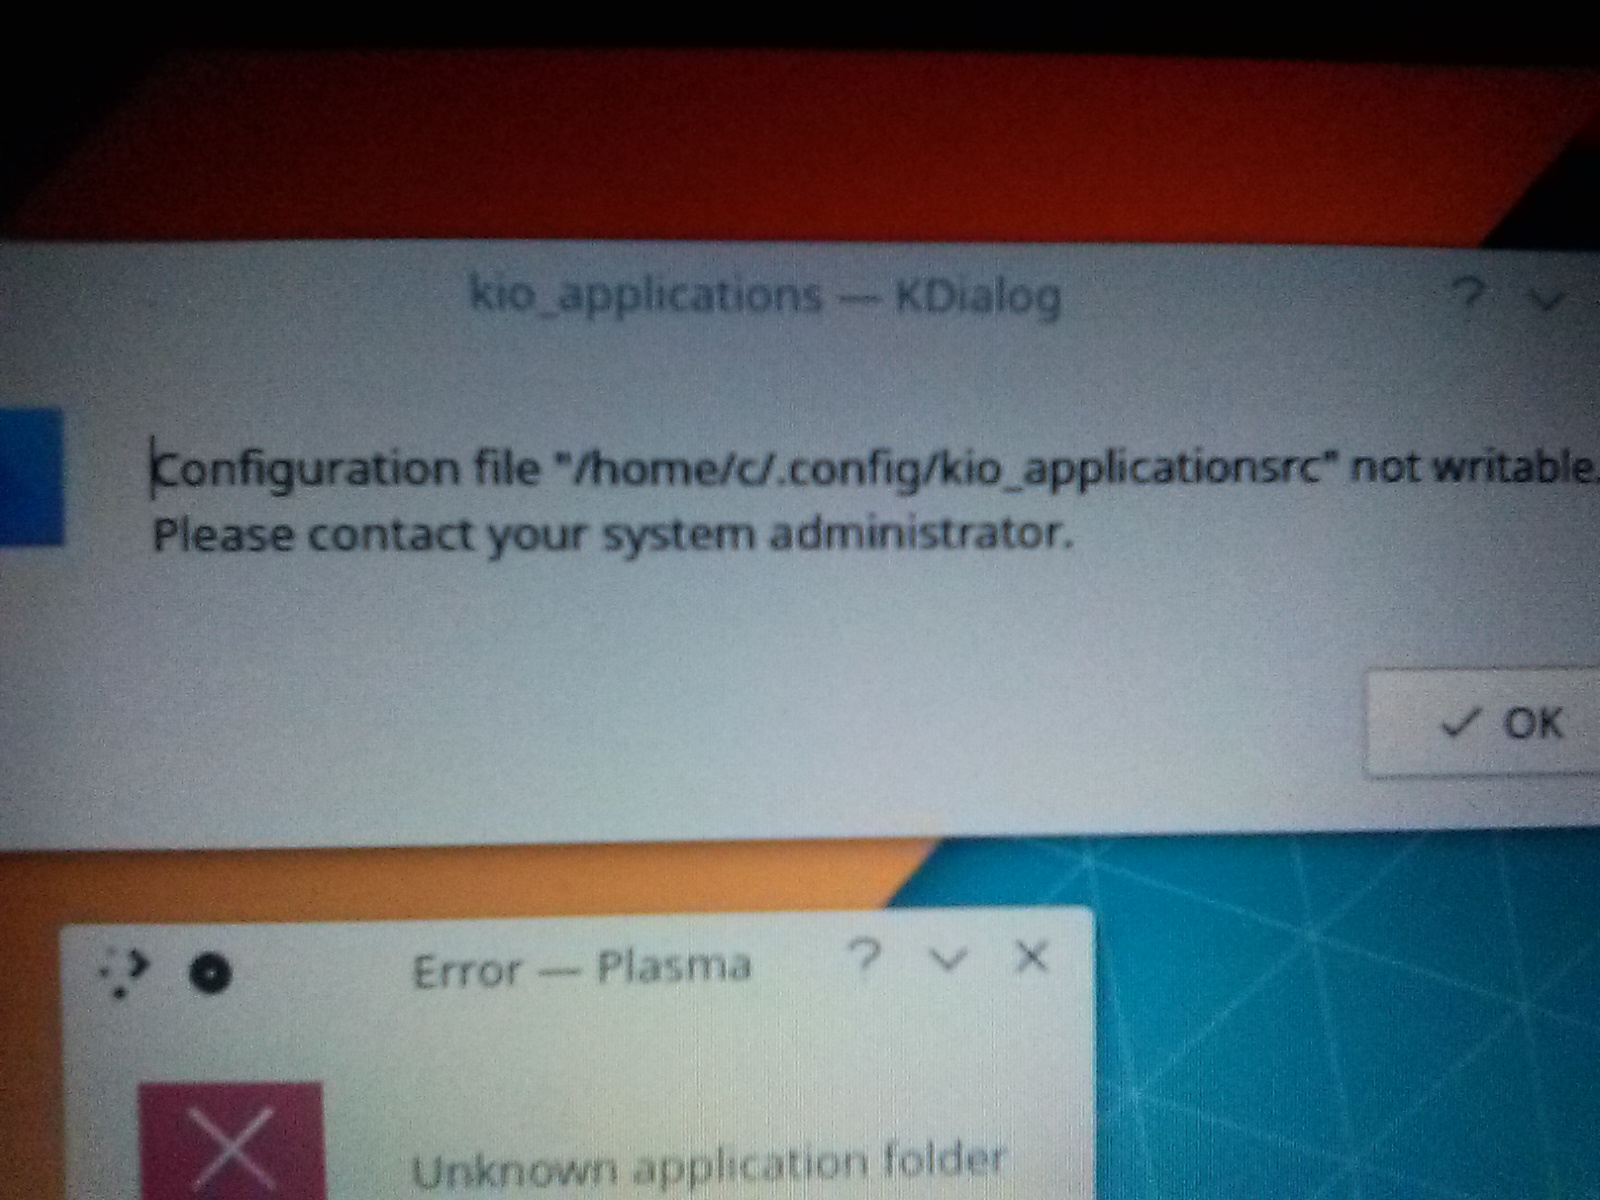 kio_applications — KDialog
Configuration file "/home/c/.config/kio_applicationsrc" not writable.
Please contact your system administrator.
OK
Error — Plasma
Unknown application folder